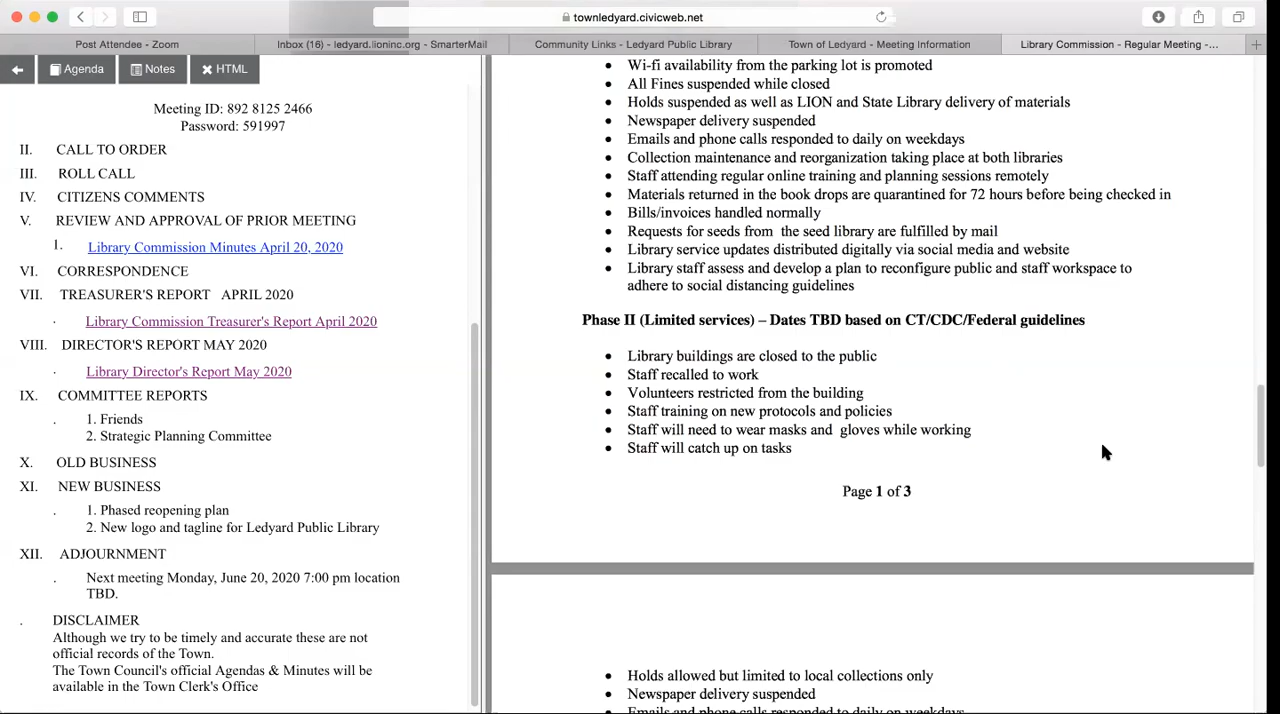 townledyard.civicweb.net
Post Attendee - Zoom
Inbox (16) - ledyard.lioninc.org - SmarterMail
Community Links - Ledyard Public Library
Town of Ledyard - Meeting Information
Library Commission - Regular Meeting -...
Agenda
Notes
HTML
Meeting ID: 892 8125 2466
Password: 591997
II. CALL TO ORDER
III. ROLL CALL
IV. CITIZENS COMMENTS
V. REVIEW AND APPROVAL OF PRIOR MEETING
I. Library Commission Minutes April 20, 2020
VI. CORRESPONDENCE
VII. TREASURER'S REPORT APRIL 2020
. Library Commission Treasurer's Report April 2020
VIII. DIRECTOR'S REPORT MAY 2020
. Library Director's Report May 2020
IX. COMMITTEE REPORTS
. 1. Friends
2. Strategic Planning Committee
X. OLD BUSINESS
XI. NEW BUSINESS
. 1. Phased reopening plan
2. New logo and tagline for Ledyard Public Library
XII. ADJOURNMENT
. Next meeting Monday, June 20, 2020 7:00 pm location
TBD.
. DISCLAIMER
Although we try to be timely and accurate these are not
official records of the Town.
The Town Council's official Agendas & Minutes will be
available in the Town Clerk's Office
• Wi-fi availability from the parking lot is promoted
• All Fines suspended while closed
• Holds suspended as well as LION and State Library delivery of materials
• Newspaper delivery suspended
• Emails and phone calls responded to daily on weekdays
• Collection maintenance and reorganization taking place at both libraries
• Staff attending regular online training and planning sessions remotely
• Materials returned in the book drops are quarantined for 72 hours before being checked in
• Bills/invoices handled normally
• Requests for seeds from the seed library are fulfilled by mail
• Library service updates distributed digitally via social media and website
• Library staff assess and develop a plan to reconfigure public and staff workspace to
adhere to social distancing guidelines
Phase II (Limited services) – Dates TBD based on CT/CDC/Federal guidelines
• Library buildings are closed to the public
• Staff recalled to work
• Volunteers restricted from the building
• Staff training on new protocols and policies
• Staff will need to wear masks and gloves while working
• Staff will catch up on tasks
Page 1 of 3
• Holds allowed but limited to local collections only
• Newspaper delivery suspended
• Emails and phone calls responded to daily on weekdays